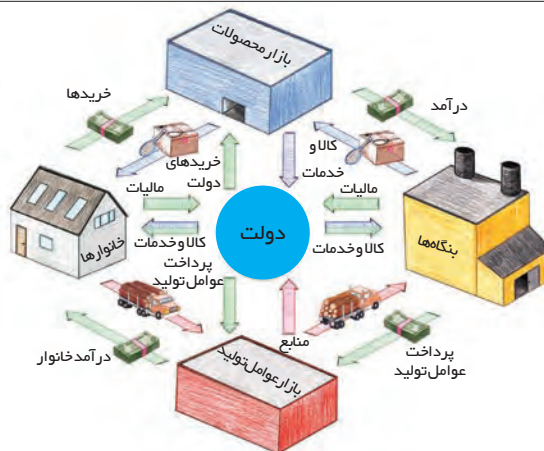 بازار محصولات
خریدها
درآمد
کالا و
خدمات
خریدهای
دولت
مالیات
مالیات
خانوارها
دولت
بنگاه‌ها
کالا و خدمات
کالا و خدمات
پرداخت
عوامل تولید
منابع
درآمد خانوار
بازار عوامل تولید
پرداخت
عوامل تولید